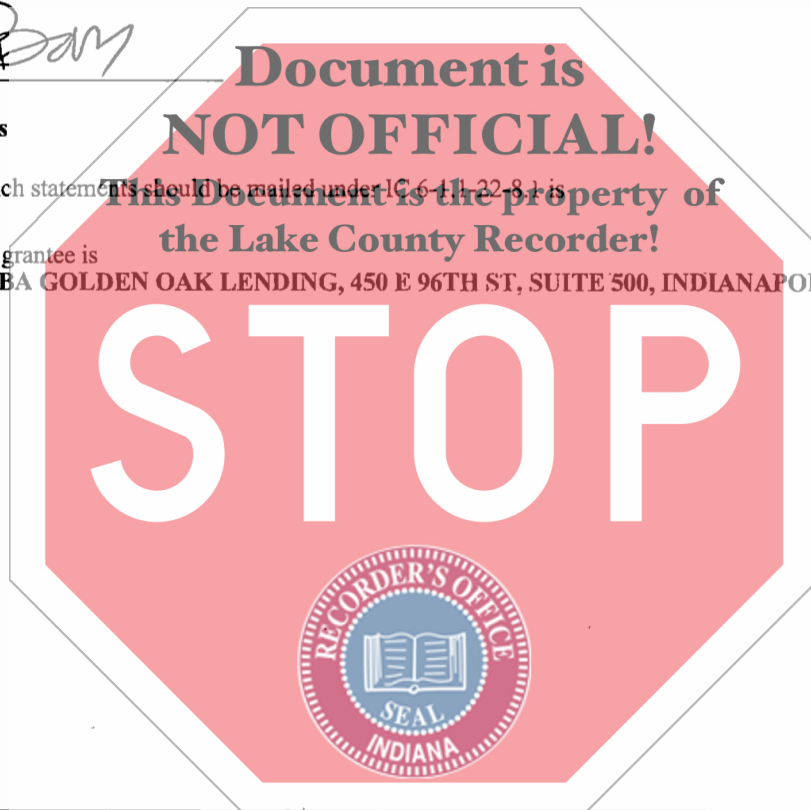 Document is
NOT OFFICIAL!
s
ch statements should be mailed under IC 6-1.1-22-8.1 is
This Document is the property of
the Lake County Recorder!
grantee is
BA GOLDEN OAK LENDING, 450 E 96TH ST, SUITE 500, INDIANAPO
STOP
RECORDER'S OFFICE
SEAL
INDIANA